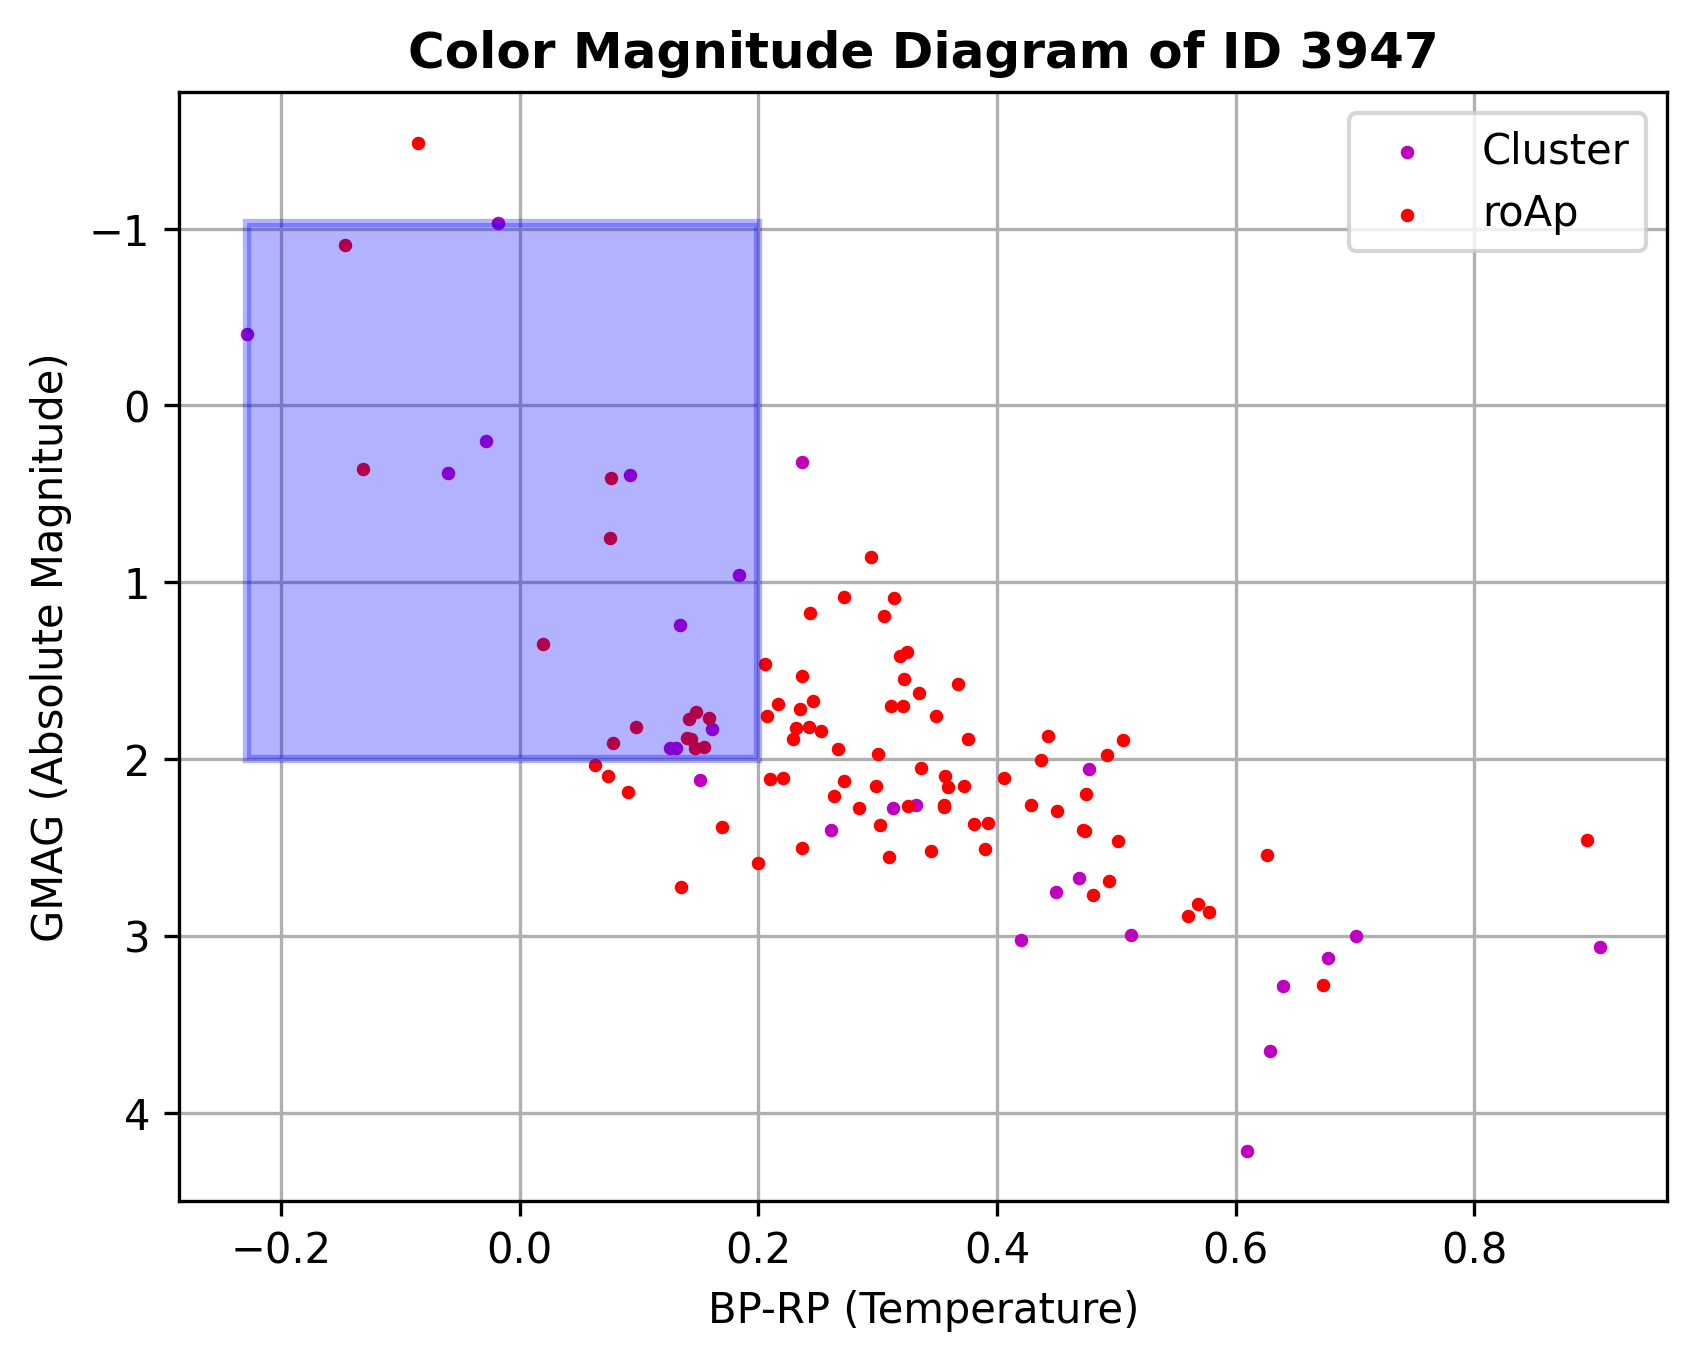 Color Magnitude Diagram of ID 3947
Cluster
roAp
GMAG (Absolute Magnitude)
−1
0
1
2
3
4
−0.2 0.0 0.2 0.4 0.6 0.8
BP-RP (Temperature)